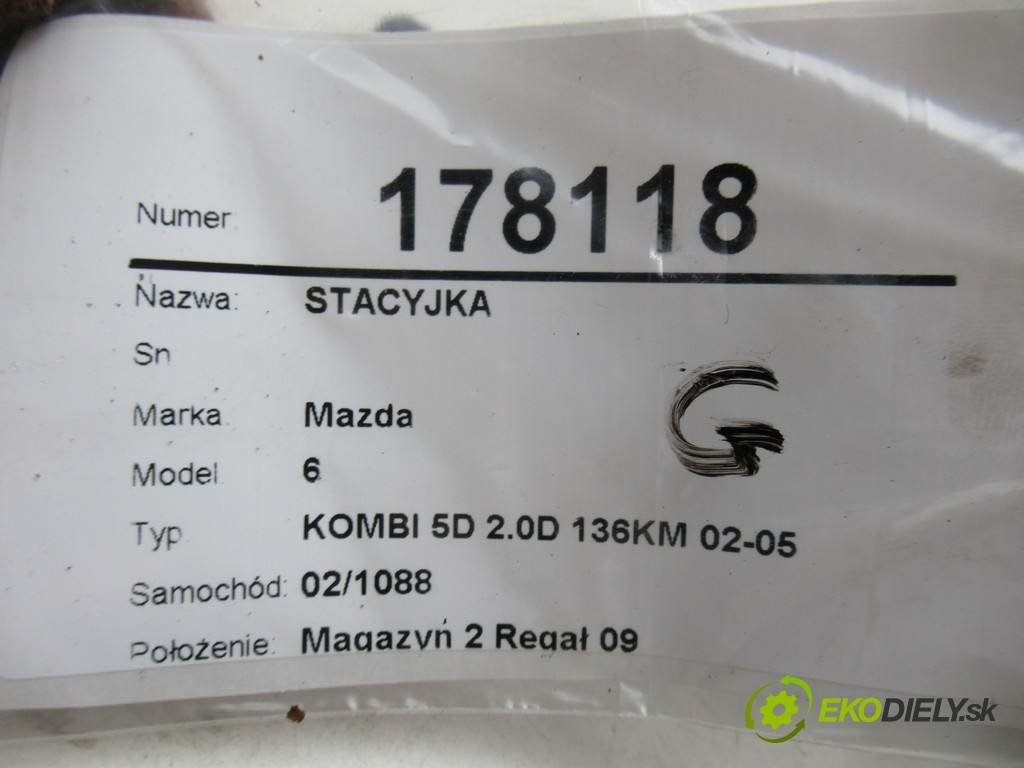 Numer: 178118
Nazwa: STACYJKA
Sn
Marka Mazda
Model 6
Typ KOMBI 5D 2.0D 136KM 02-05
G
Samochód: 02/1088
Położenie: Magazyń 2 Regał 09
EKODIELY.sk